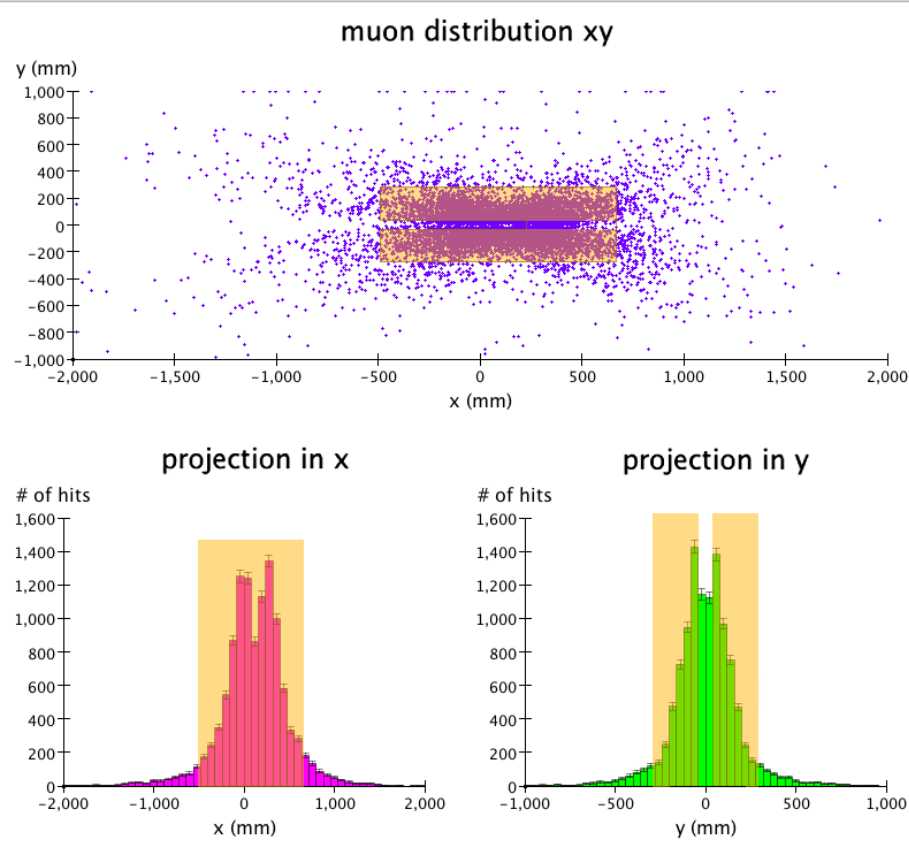 muon distribution xy
y (mm)
1,000
800
600
400
200
0
−200
−400
−600
−800
−1,000
−2,000 −1,500 −1,000 −500 0 500 1,000 1,500 2,000
x (mm)
projection in x
# of hits
1,600
1,400
1,200
1,000
800
600
400
200
0
−2,000 −1,000 0 1,000 2,000
x (mm)
projection in y
# of hits
1,600
1,400
1,200
1,000
800
600
400
200
0
−1,000 −500 0 500 1,000
y (mm)